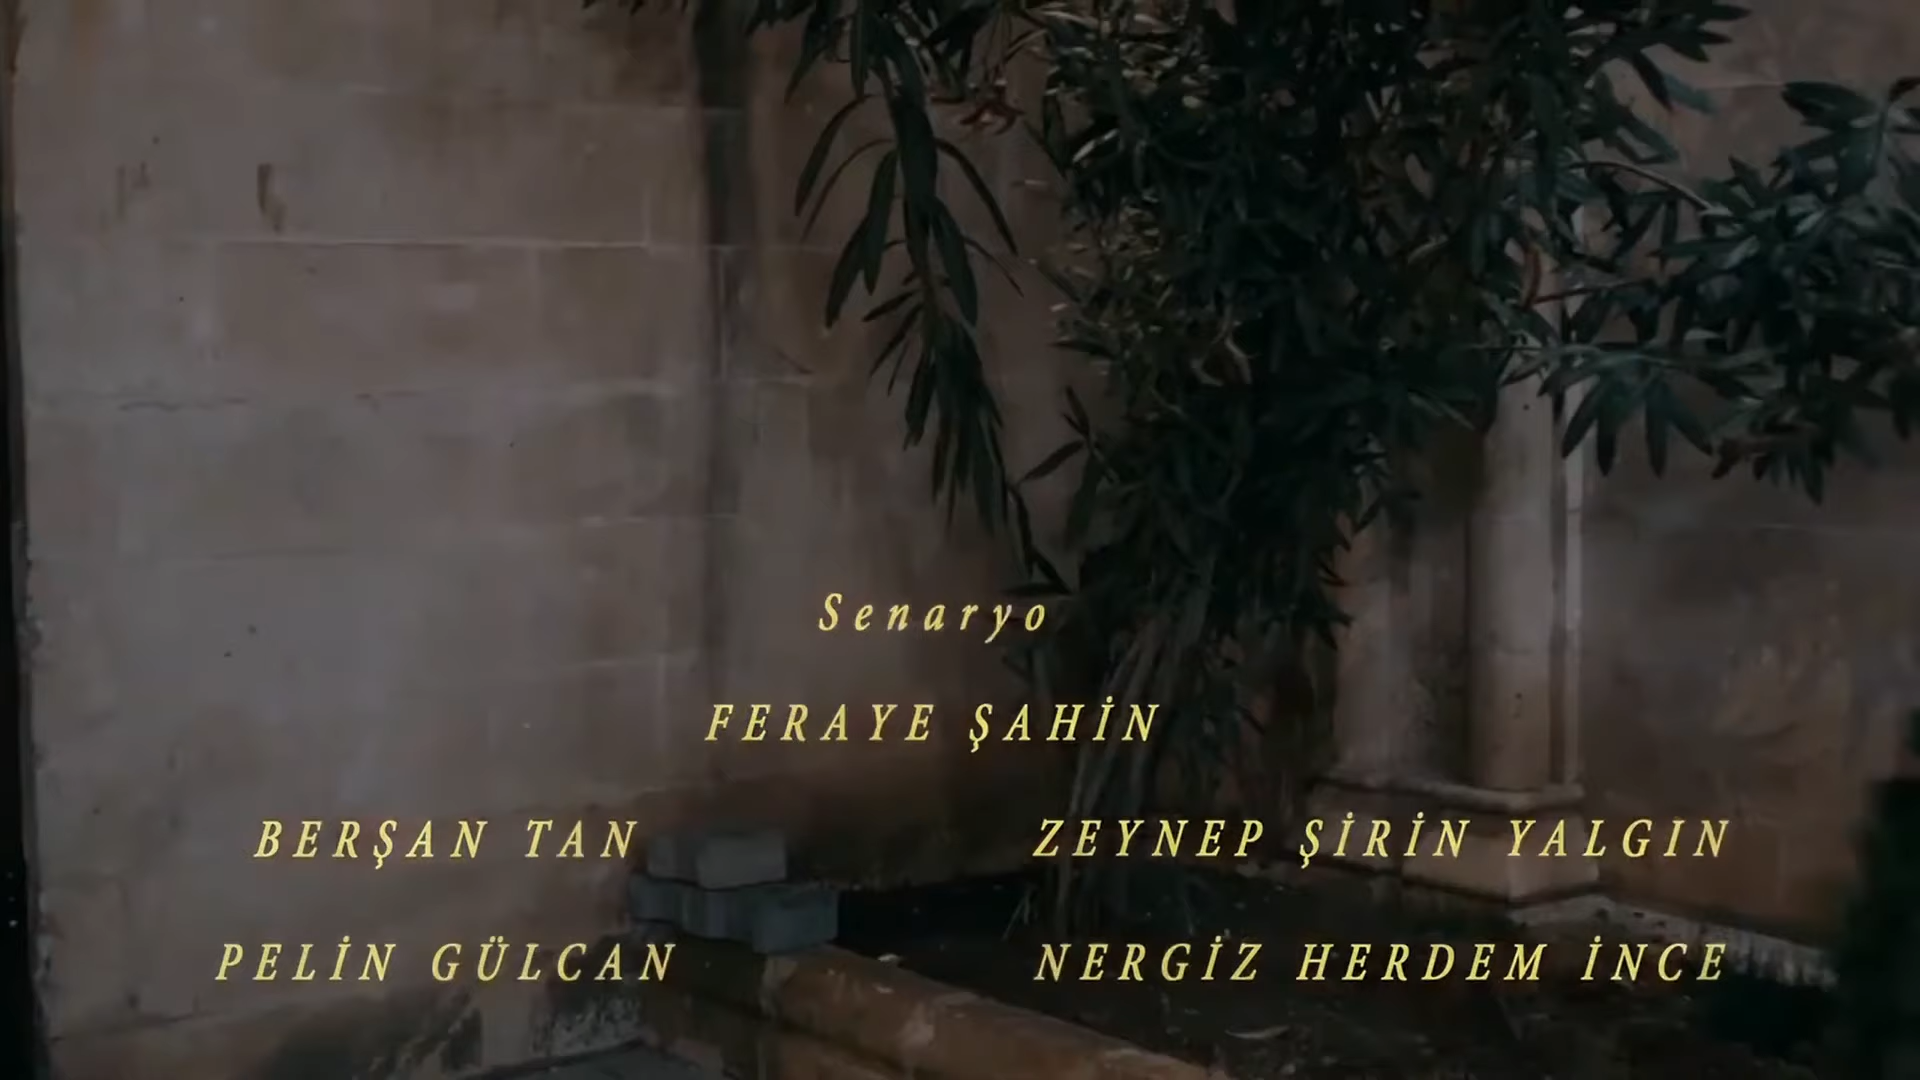 Senaryo
FERAYE ŞAHİN
BERŞAN TAN
ZEYNEP ŞİRİN YALGIN
PELİN GÜLCAN
NERGİZ HERDEM İNCE